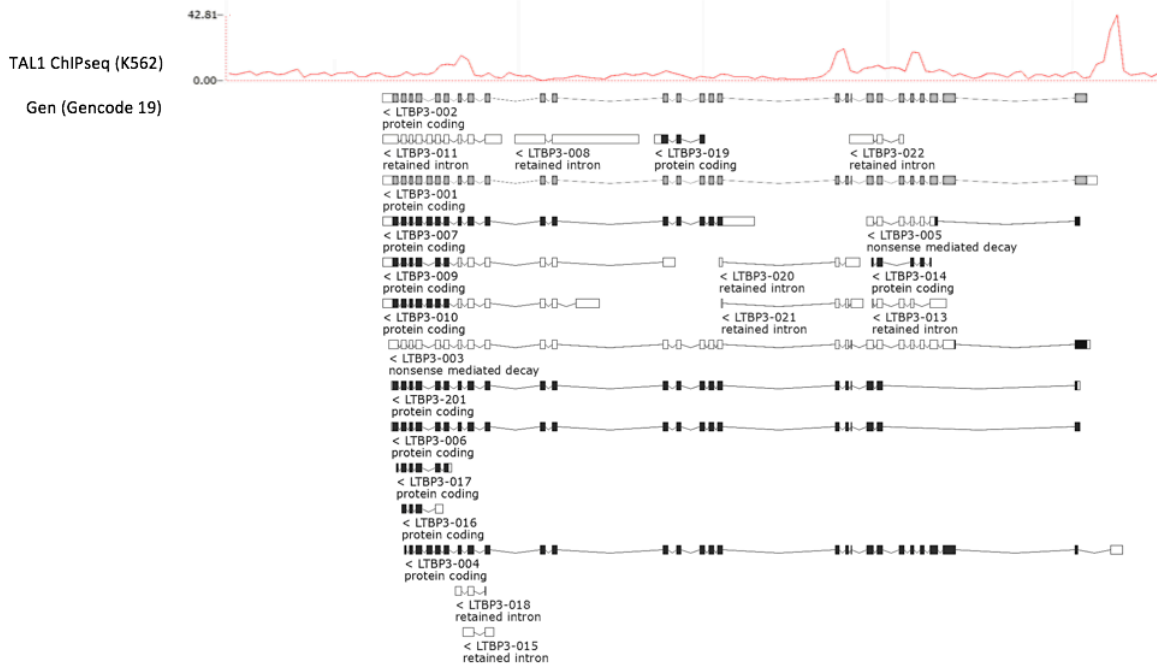 42.81
TAL1 ChIPseq (K562)
0.00
Gen (Gencode 19)
< LTBP3-002
protein coding
< LTBP3-011
retained intron
< LTBP3-008
retained intron
< LTBP3-019
protein coding
< LTBP3-022
retained intron
< LTBP3-001
protein coding
< LTBP3-007
protein coding
< LTBP3-005
nonsense mediated decay
< LTBP3-009
protein coding
< LTBP3-020
retained intron
< LTBP3-014
protein coding
< LTBP3-010
protein coding
< LTBP3-021
retained intron
< LTBP3-013
retained intron
< LTBP3-003
nonsense mediated decay
< LTBP3-201
protein coding
< LTBP3-006
protein coding
< LTBP3-017
protein coding
< LTBP3-016
protein coding
< LTBP3-004
protein coding
< LTBP3-018
retained intron
< LTBP3-015
retained intron